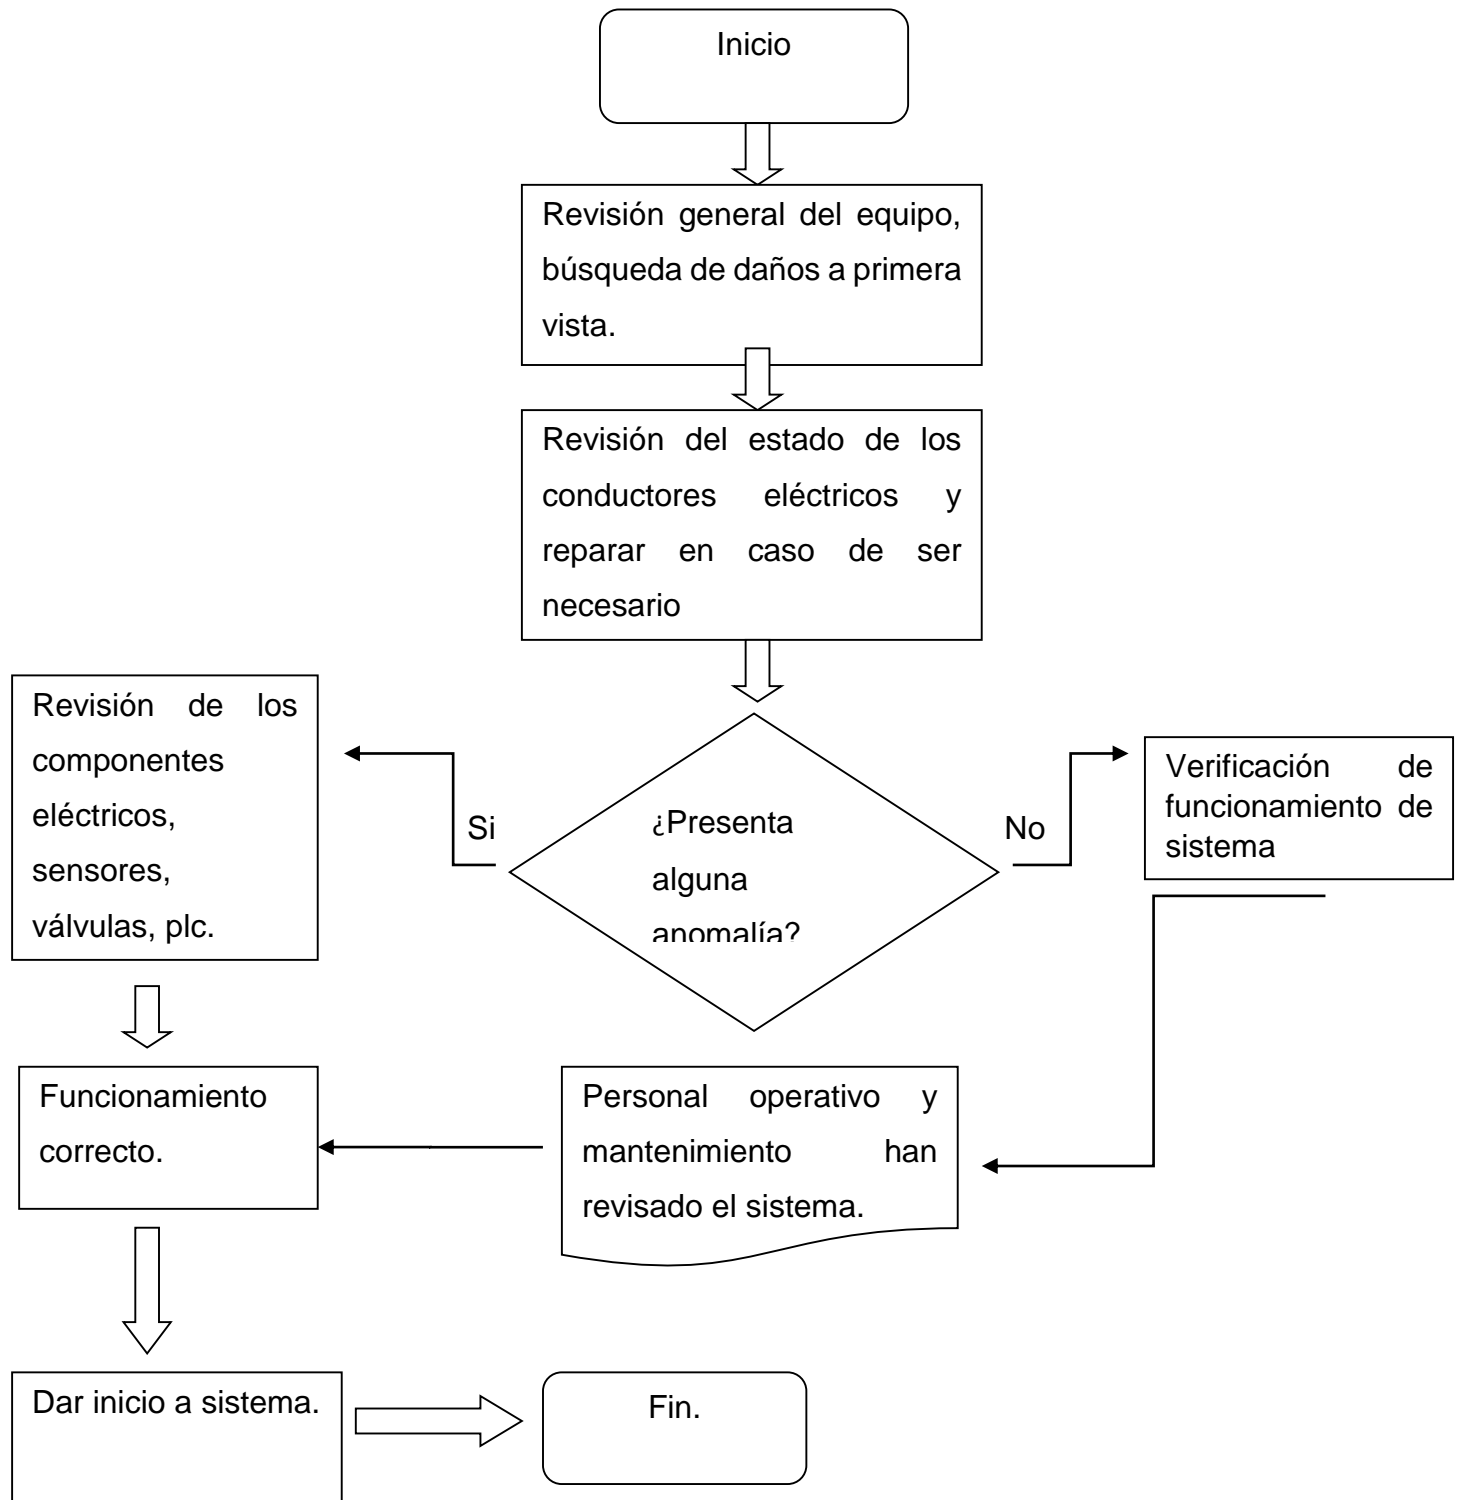 Inicio
Revisión general del equipo,
búsqueda de daños a primera
vista.
Revisión del estado de los
conductores eléctricos y
reparar en caso de ser
necesario
Revisión de los
componentes
eléctricos,
sensores,
válvulas, plc.
Si
¿Presenta
alguna
anomalía?
No
Verificación de
funcionamiento de
sistema
Funcionamiento
correcto.
Personal operativo y
mantenimiento han
revisado el sistema.
Dar inicio a sistema.
Fin.